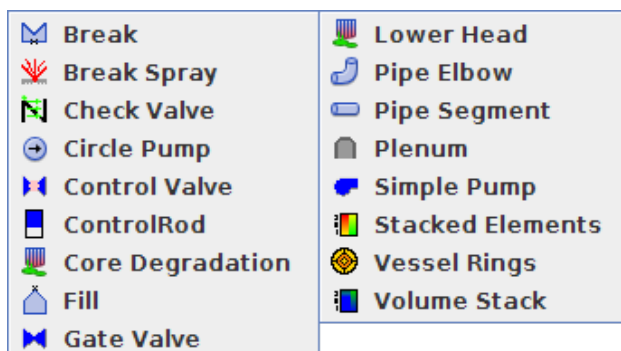 Break
Break Spray
Check Valve
Circle Pump
Control Valve
ControlRod
Core Degradation
Fill
Gate Valve
Lower Head
Pipe Elbow
Pipe Segment
Plenum
Simple Pump
Stacked Elements
Vessel Rings
Volume Stack